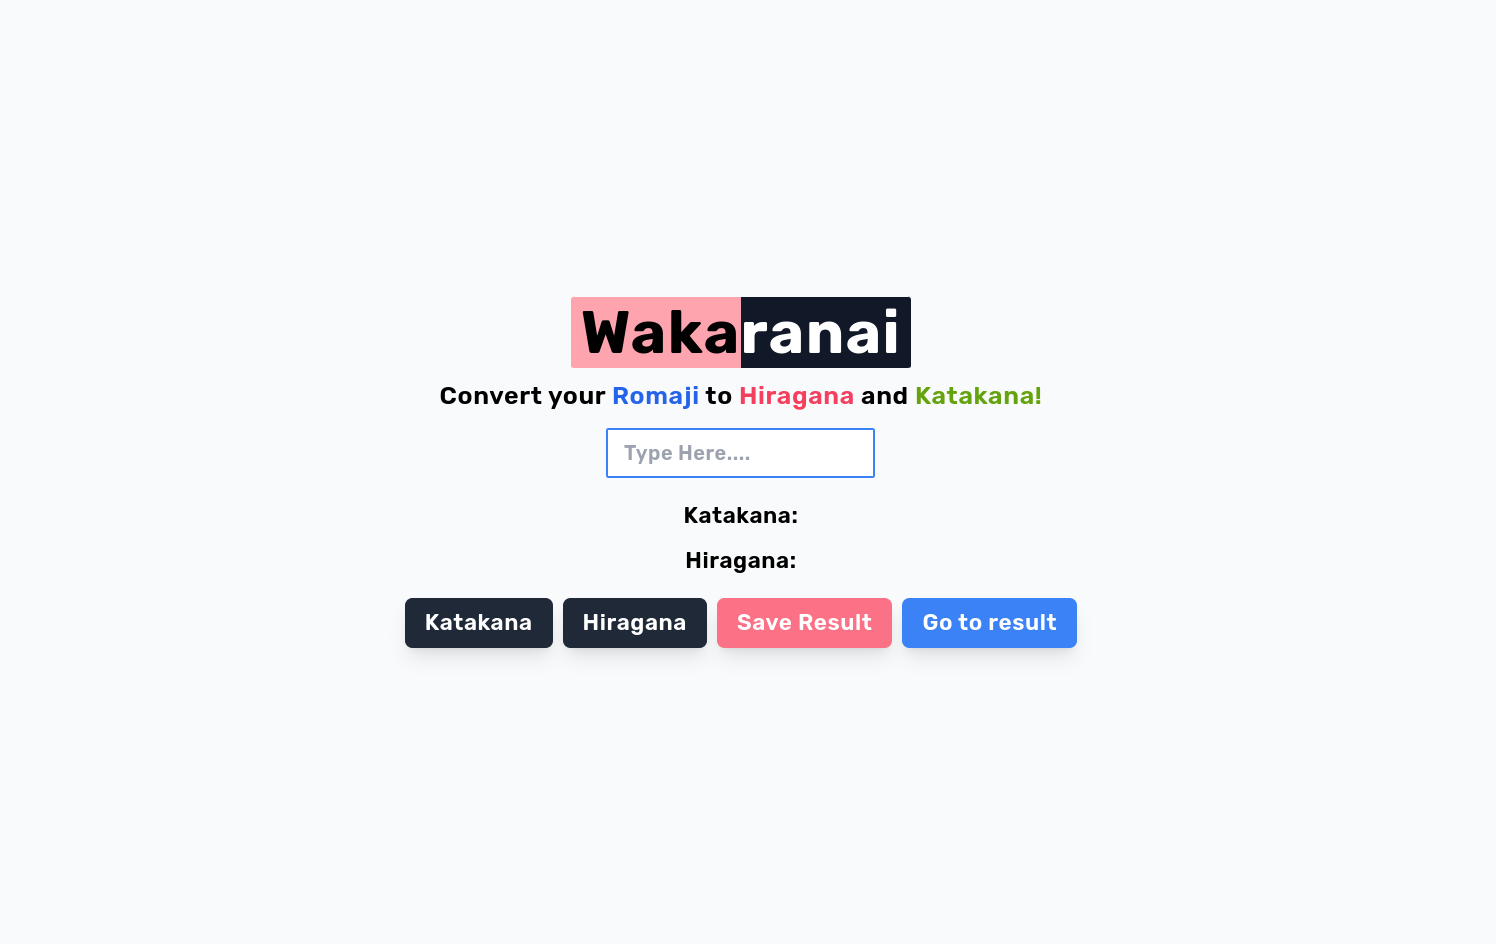 Wakaranai
Convert your Romaji to Hiragana and Katakana!
Type Here....
Katakana:
Hiragana:
Katakana Hiragana Save Result Go to result